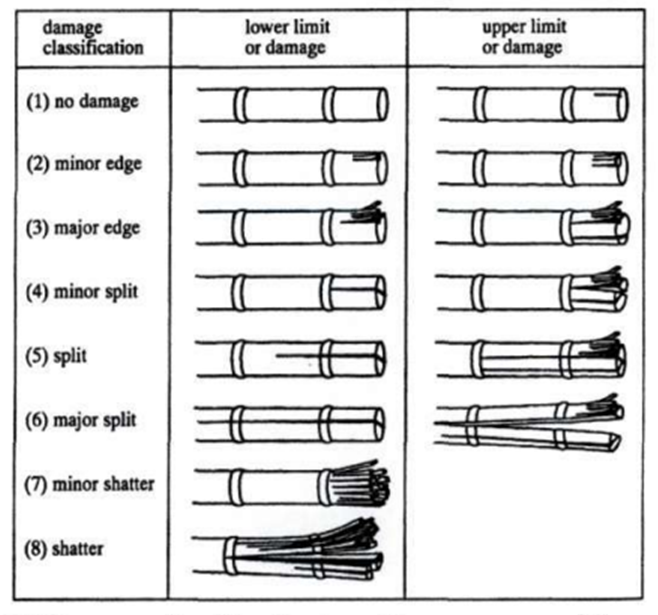 damage
classification
lower limit
or damage
upper limit
or damage
(1) no damage
(2) minor edge
(3) major edge
(4) minor split
(5) split
(6) major split
(7) minor shatter
(8) shatter